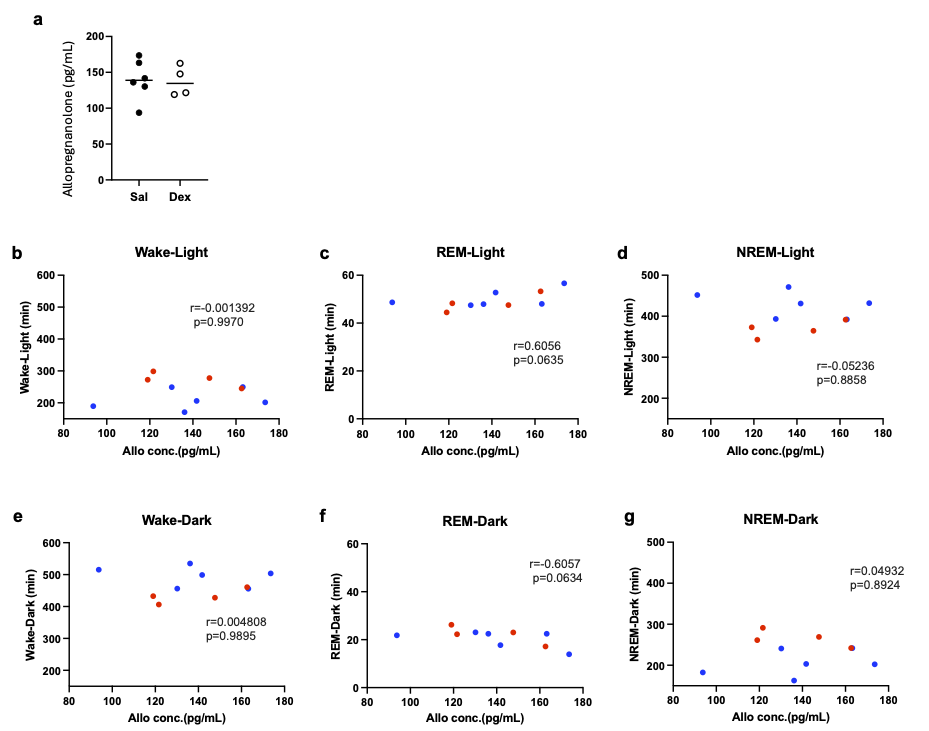 a
Allopregnanolone (pg/mL)
200
150
100
50
0
Sal Dex
b
Wake-Light
Wake-Light (min)
600
500
400
300
200
r=-0.001392
p=0.9970
80 100 120 140 160 180
Allo conc.(pg/mL)
c
REM-Light
REM-Light (min)
60
40
20
0
r=0.6056
p=0.0635
80 100 120 140 160 180
Allo conc.(pg/mL)
d
NREM-Light
NREM-Light (min)
500
400
300
200
r=-0.05236
p=0.8858
80 100 120 140 160 180
Allo conc.(pg/mL)
e
Wake-Dark
Wake-Dark (min)
600
500
400
300
200
r=0.004808
p=0.9895
80 100 120 140 160 180
Allo conc.(pg/mL)
f
REM-Dark
REM-Dark (min)
60
40
20
0
r=-0.6057
p=0.0634
80 100 120 140 160 180
Allo conc.(pg/mL)
g
NREM-Dark
NREM-Dark (min)
500
400
300
200
r=0.04932
p=0.8924
80 100 120 140 160 180
Allo conc.(pg/mL)